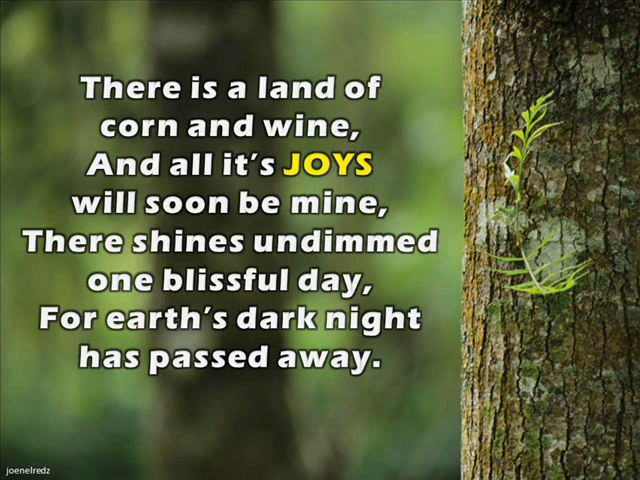 There is a land of
corn and wine,
And all it's JOYS
will soon be mine,
There shines undimmed
one blissful day,
For earth's dark night
has passed away.
joenelredz